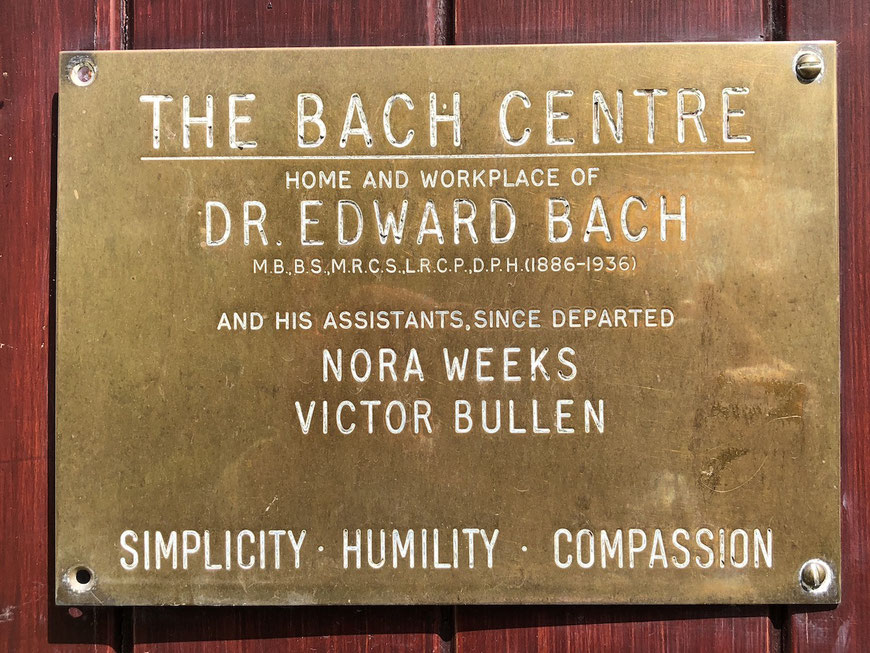 THE BACH CENTRE
HOME AND WORKPLACE OF
DR. EDWARD BACH
M.B.,B.S.,M.R.C.S.,L.R.C.P.,D.P.H.(1886-1936)
AND HIS ASSISTANTS, SINCE DEPARTED
NORA WEEKS
VICTOR BULLEN
SIMPLICITY · HUMILITY · COMPASSION